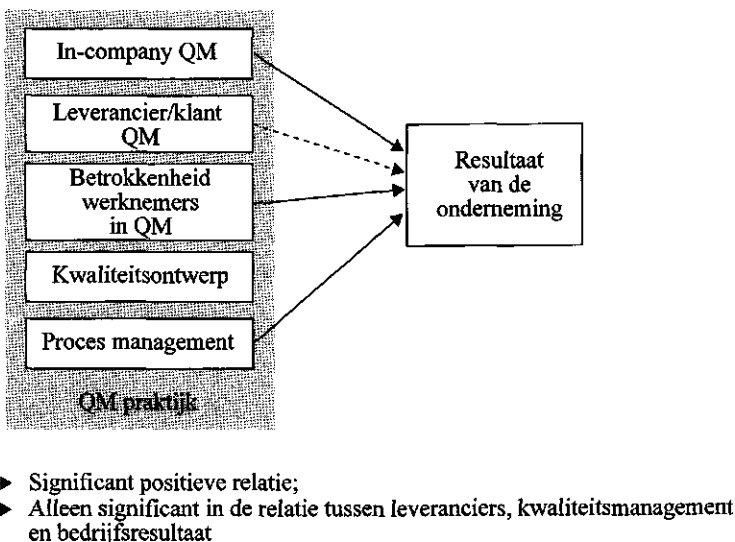 In-company QM
Leverancier/klant
QM
Betrokkenheid
werknemers
in QM
Kwaliteitsontwerp
Proces management
QM praktijk
Resultaat
van de
onderneming
Significant positieve relatie;
Alleen significant in de relatie tussen leveranciers, kwaliteitsmanagement
en bedrijfsresultaat